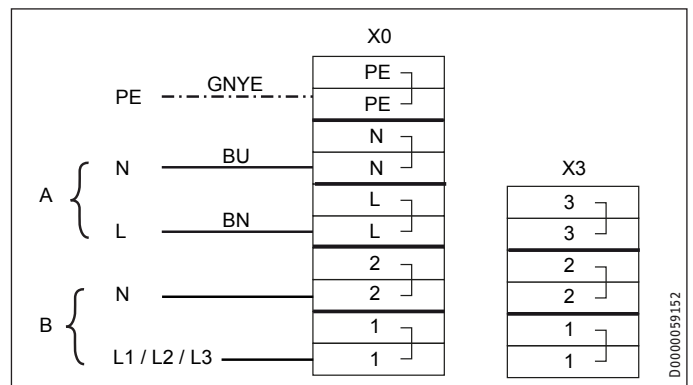 X0
PE
PE GNYE PE
N
N BU N
A
L
L BN L
2
N 2
B
1
L1 / L2 / L3 1
X3
3
3
2
2
1
1
D0000059152